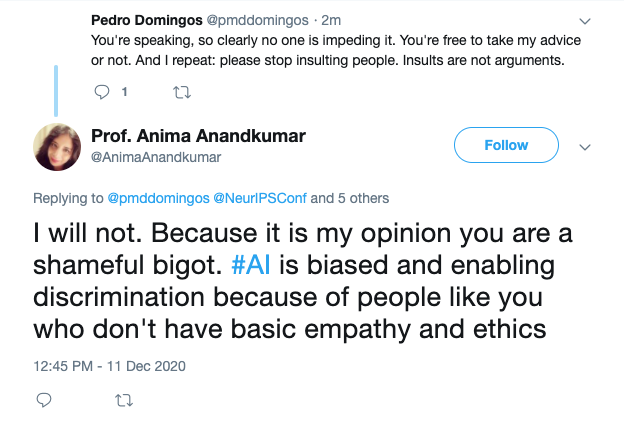 Pedro Domingos @pmddomingos · 2m
You're speaking, so clearly no one is impeding it. You're free to take my advice
or not. And I repeat: please stop insulting people. Insults are not arguments.
1
Prof. Anima Anandkumar
@AnimaAnandkumar
Follow
Replying to @pmddomingos @NeurIPSConf and 5 others
I will not. Because it is my opinion you are a
shameful bigot. #AI is biased and enabling
discrimination because of people like you
who don't have basic empathy and ethics
12:45 PM - 11 Dec 2020